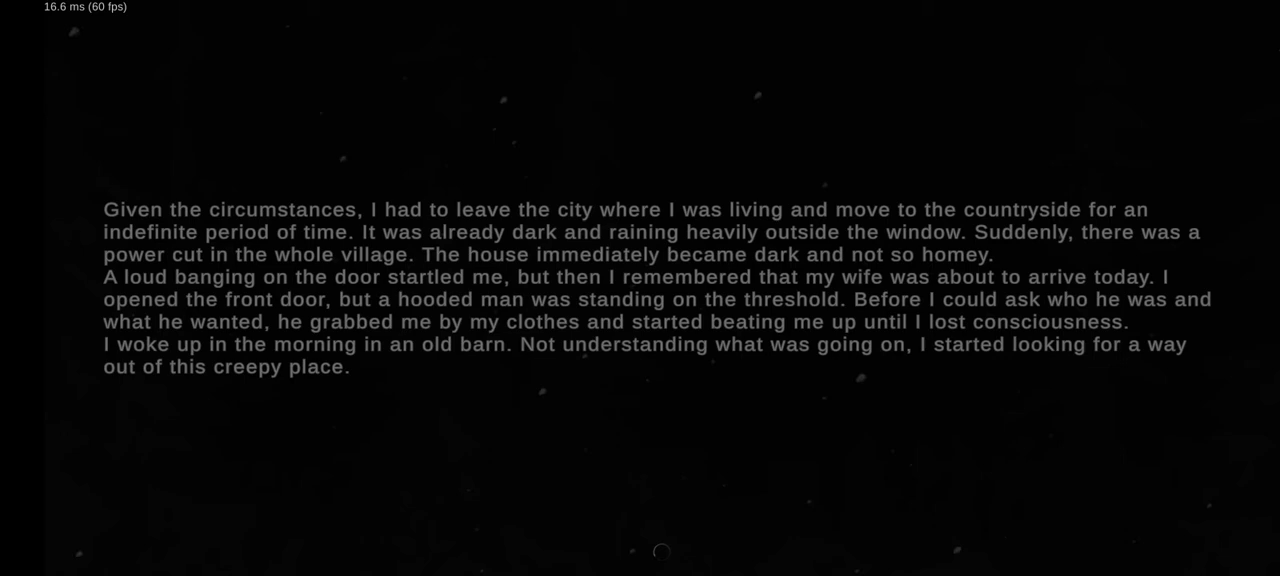 16.6 ms (60 fps)
Given the circumstances, I had to leave the city where I was living and move to the countryside for an
indefinite period of time. It was already dark and raining heavily outside the window. Suddenly, there was a
power cut in the whole village. The house immediately became dark and not so homey.
A loud banging on the door startled me, but then I remembered that my wife was about to arrive today. I
opened the front door, but a hooded man was standing on the threshold. Before I could ask who he was and
what he wanted, he grabbed me by my clothes and started beating me up until I lost consciousness.
I woke up in the morning in an old barn. Not understanding what was going on, I started looking for a way
out of this creepy place.